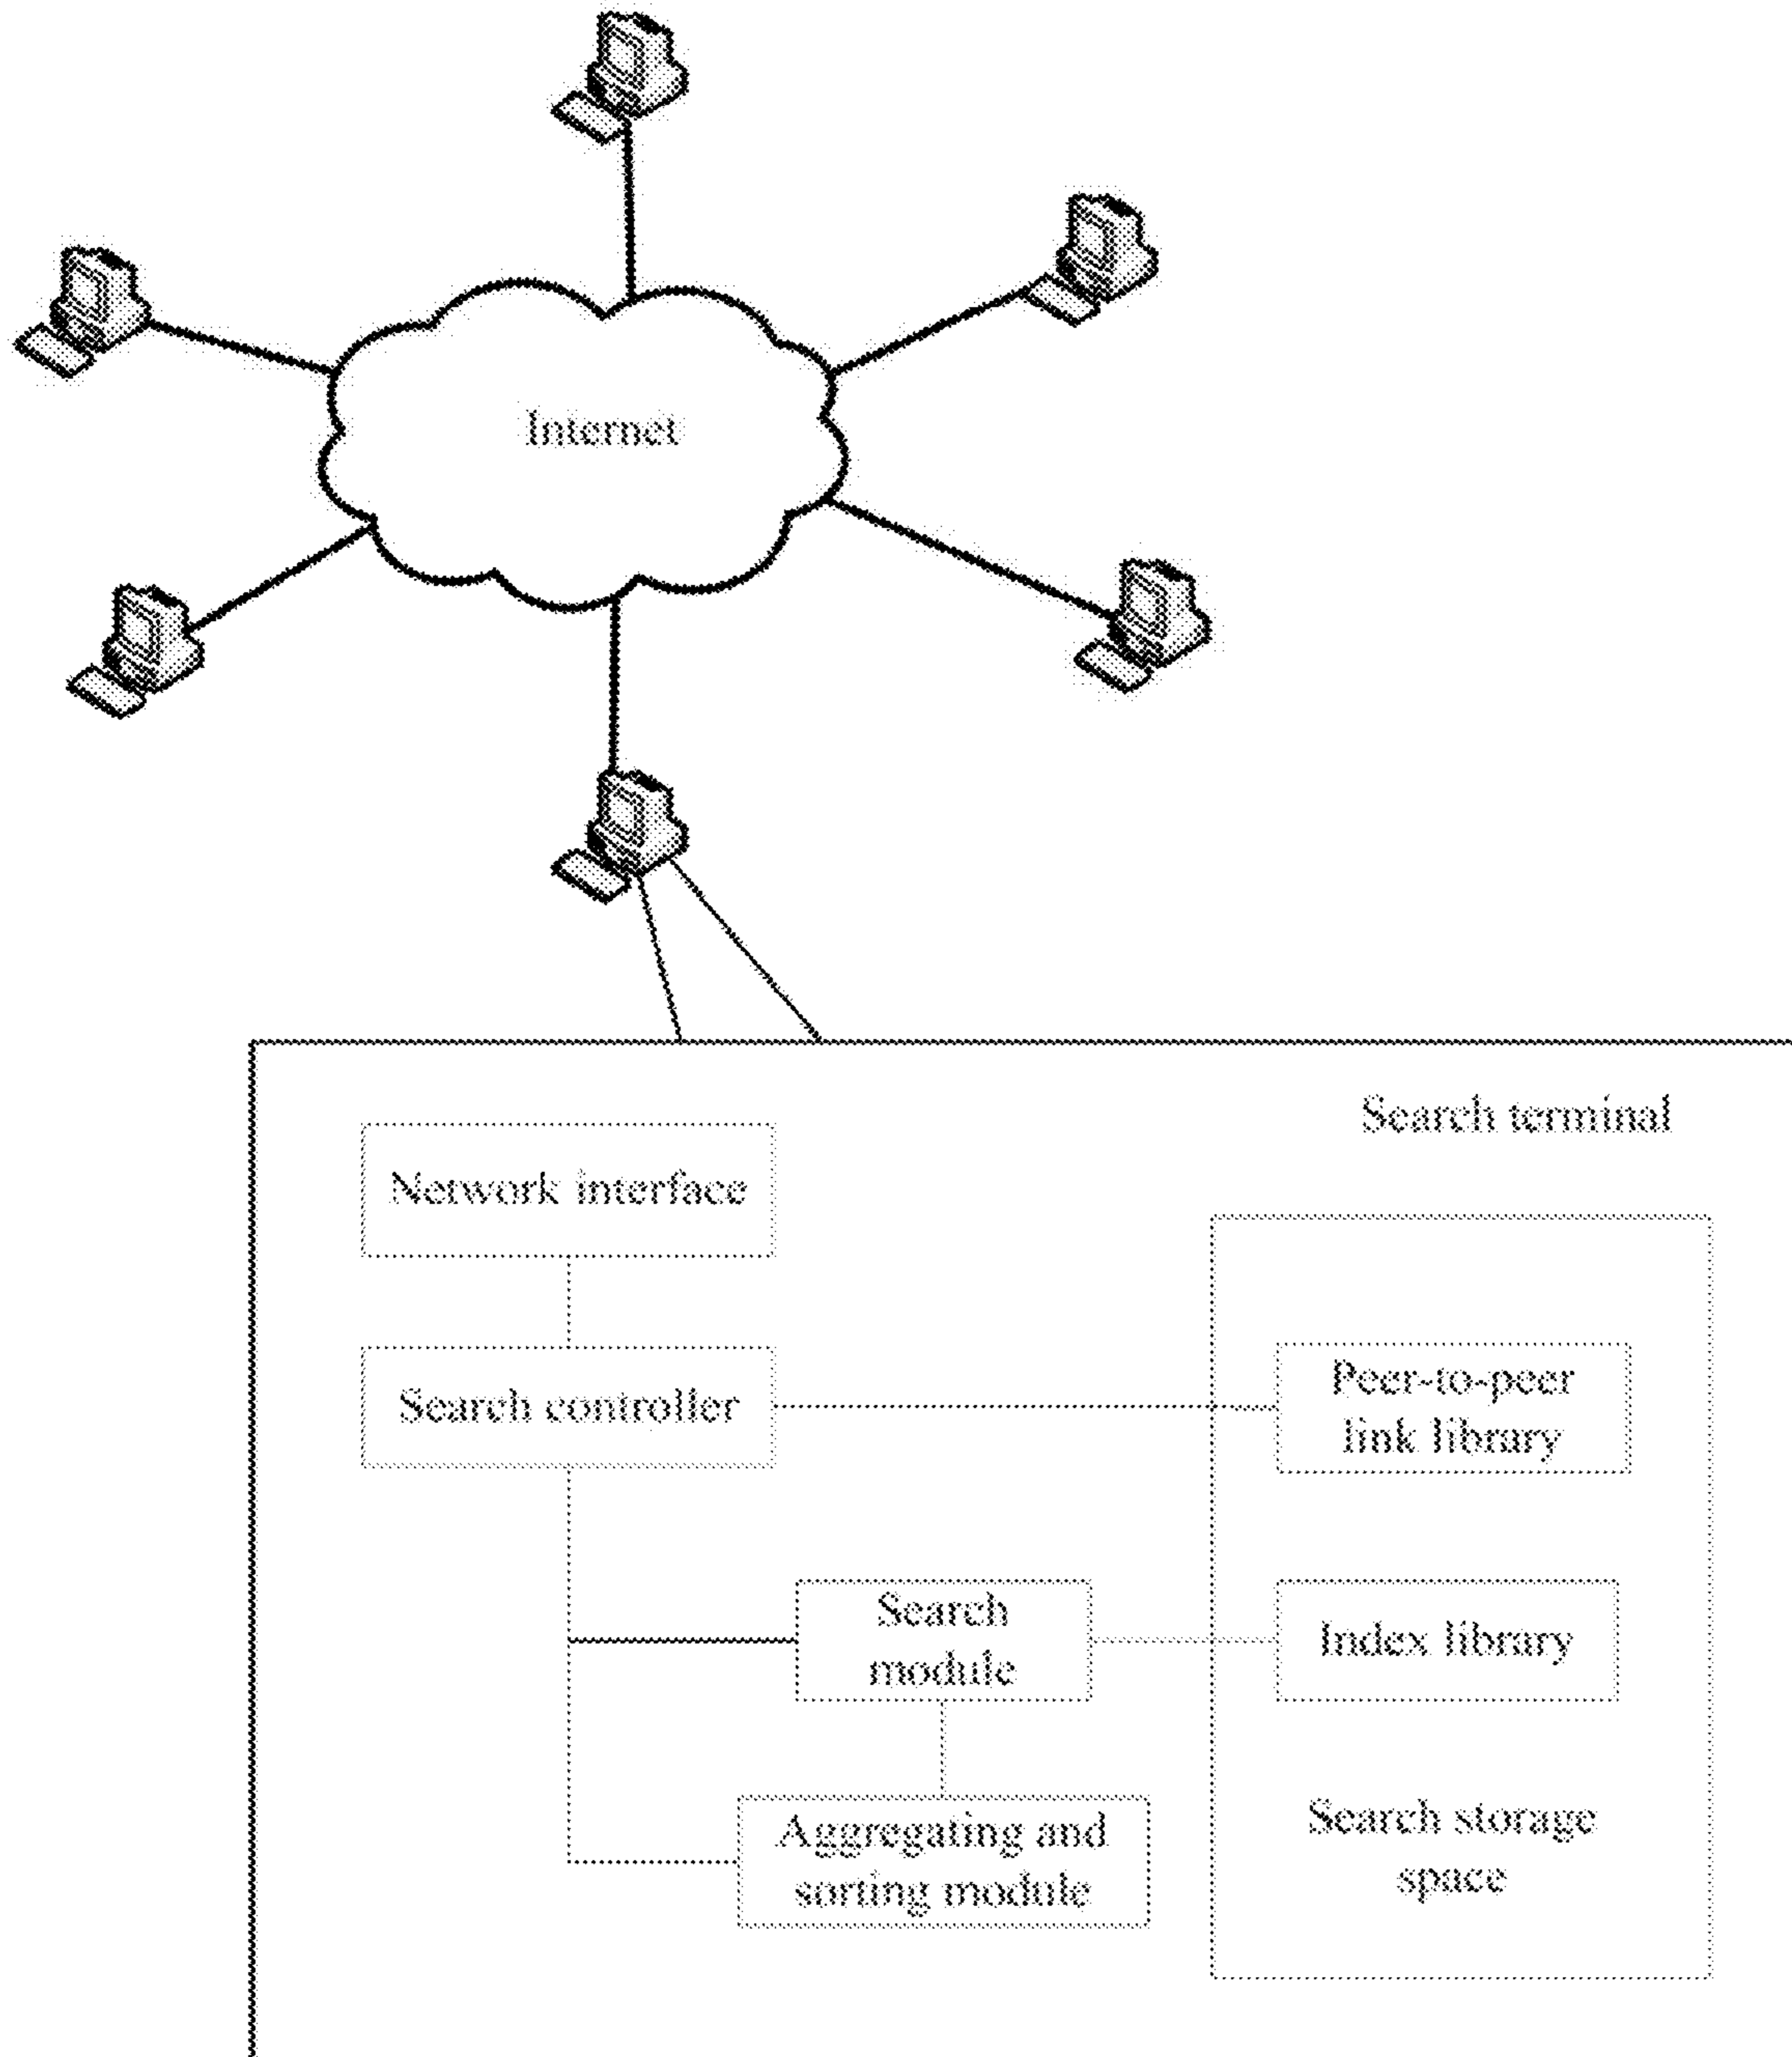 Internet
Search terminal
Network interface
Search controller
Peer-to-peer
link library
Search
module
Index library
Aggregating and
sorting module
Search storage
space